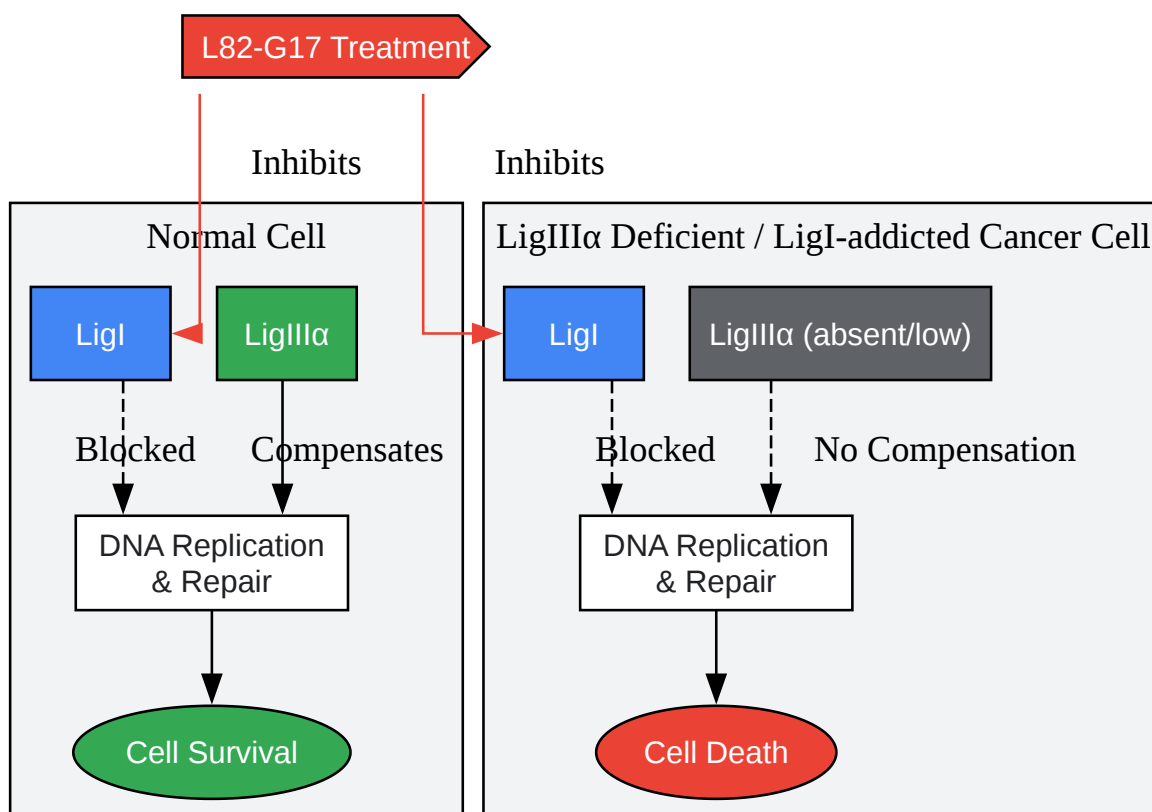 L82-G17 Treatment
Inhibits
Inhibits
Normal Cell
LigI
LigIIIα
Blocked
Compensates
DNA Replication
& Repair
Cell Survival
LigIIIα Deficient / LigI-addicted Cancer Cell
LigI
LigIIIα (absent/low)
Blocked
No Compensation
DNA Replication
& Repair
Cell Death